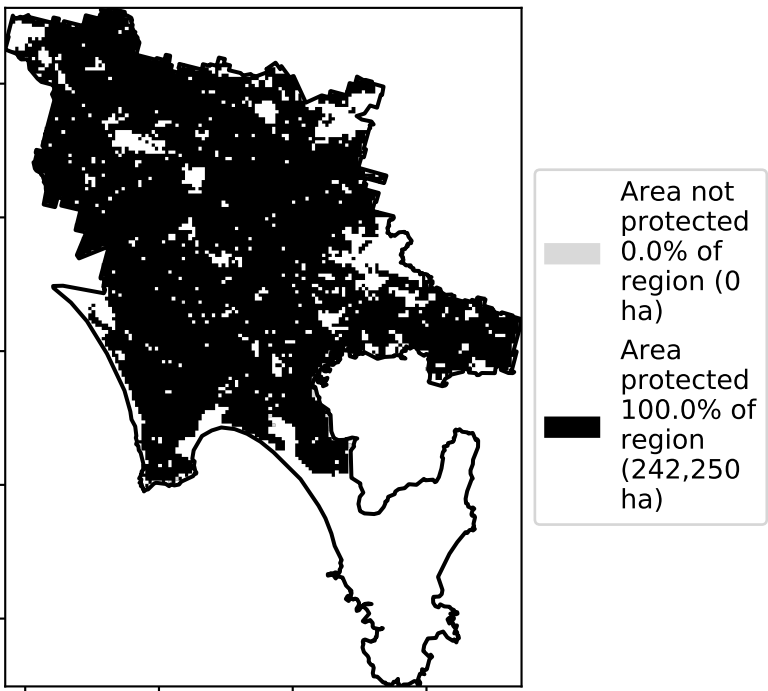 Area not
protected
0.0% of
region (0
ha)
Area
protected
100.0% of
region
(242,250
ha)